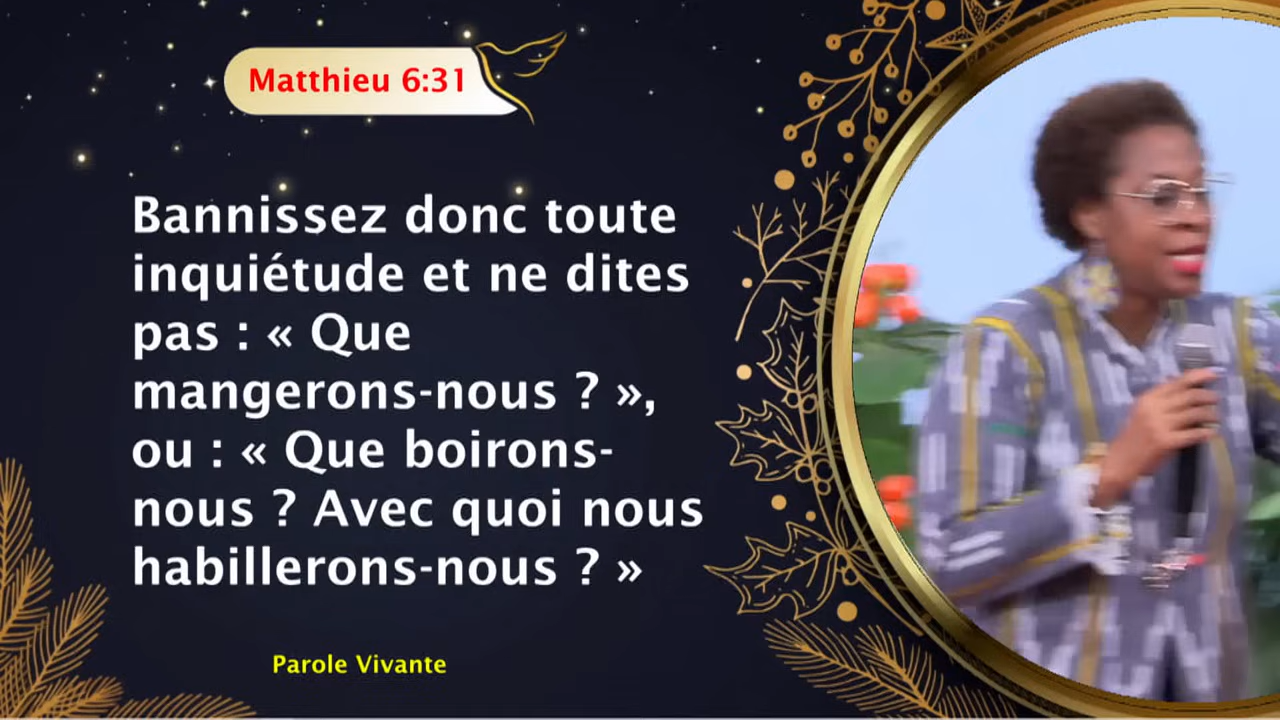 Matthieu 6:31
Bannissez donc toute
inquiétude et ne dites
pas : « Que
mangerons-nous ? »,
ou : « Que boirons-
nous ? Avec quoi nous
habillerons-nous ? »
Parole Vivante